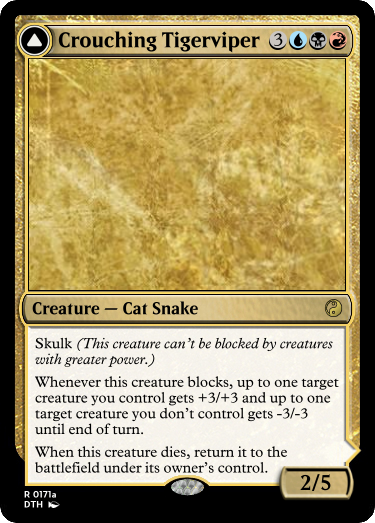 Crouching Tigerviper 3
Creature — Cat Snake
Skulk (This creature can't be blocked by creatures
with greater power.)
Whenever this creature blocks, up to one target
creature you control gets +3/+3 and up to one
target creature you don't control gets -3/-3
until end of turn.
When this creature dies, return it to the
battlefield under its owner's control.
2/5
R 0171a
DTH